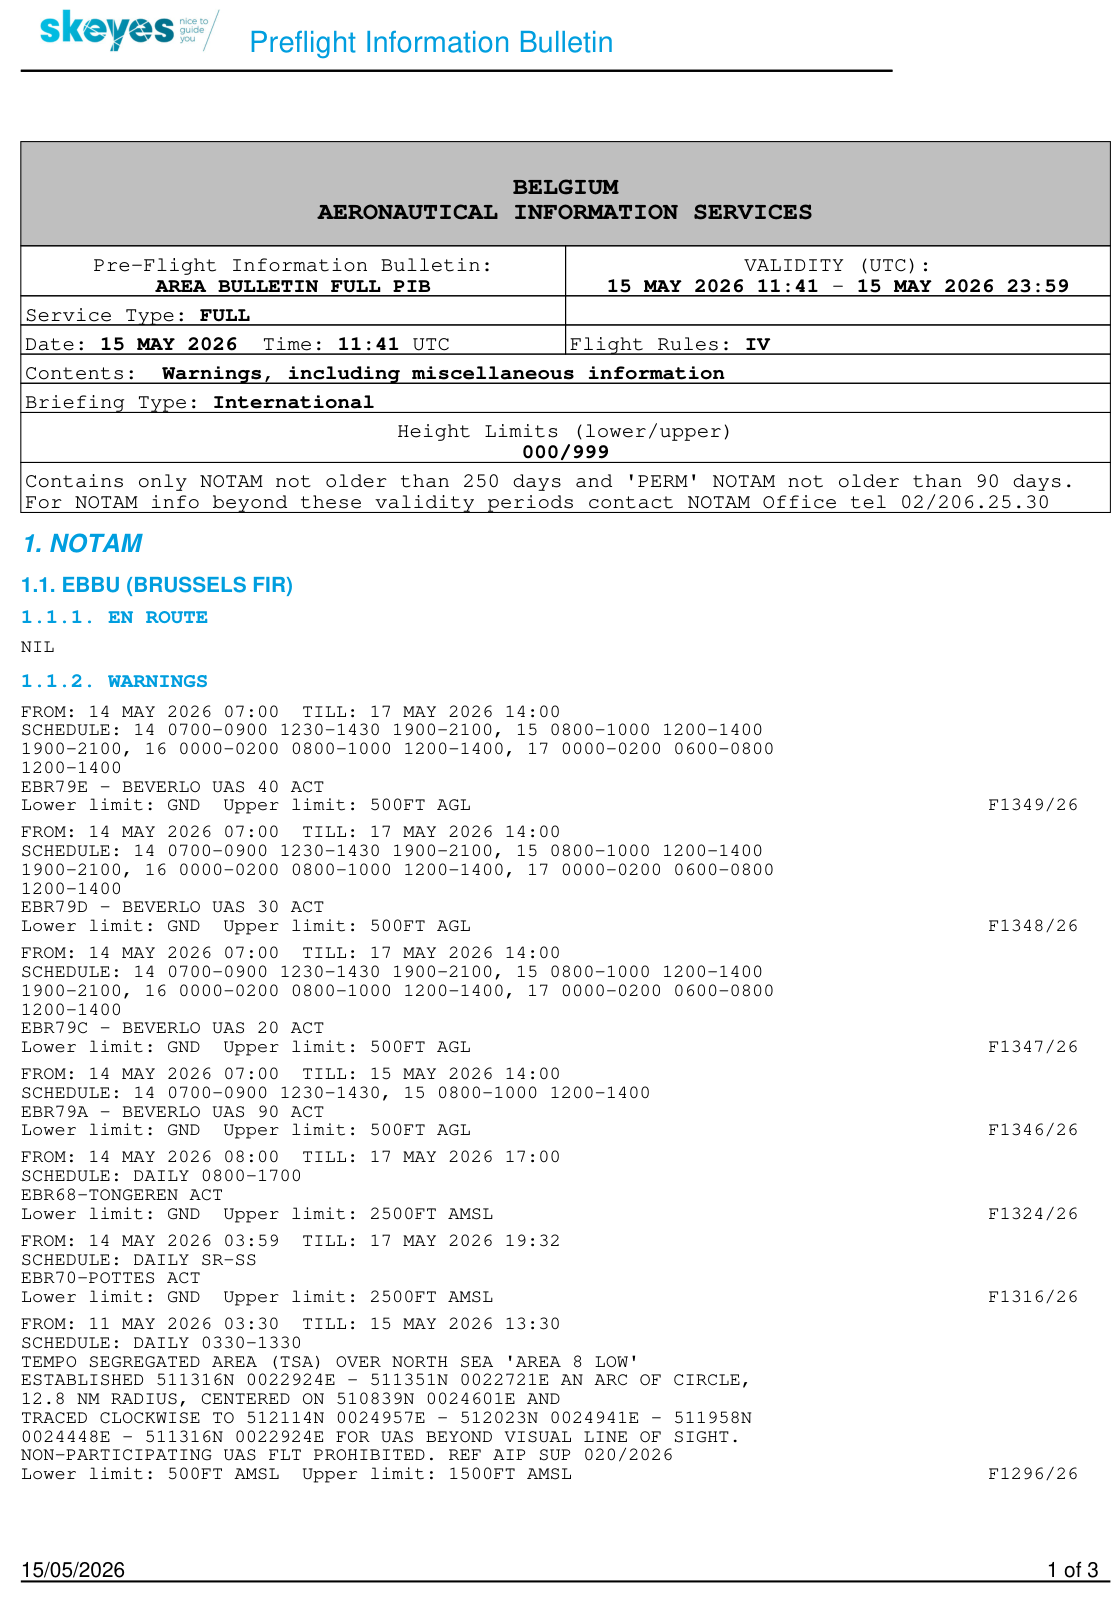 skeyes nice to guide you
Preflight Information Bulletin
BELGIUM
AERONAUTICAL INFORMATION SERVICES
Pre-Flight Information Bulletin:
AREA BULLETIN FULL PIB
VALIDITY (UTC):
15 MAY 2026 11:41 - 15 MAY 2026 23:59
Service Type: FULL
Date: 15 MAY 2026 Time: 11:41 UTC
Flight Rules: IV
Contents: Warnings, including miscellaneous information
Briefing Type: International
Height Limits (lower/upper)
000/999
Contains only NOTAM not older than 250 days and 'PERM' NOTAM not older than 90 days.
For NOTAM info beyond these validity periods contact NOTAM Office tel 02/206.25.30
1. NOTAM
1.1. EBBU (BRUSSELS FIR)
1.1.1. EN ROUTE
NIL
1.1.2. WARNINGS
FROM: 14 MAY 2026 07:00 TILL: 17 MAY 2026 14:00
SCHEDULE: 14 0700-0900 1230-1430 1900-2100, 15 0800-1000 1200-1400
1900-2100, 16 0000-0200 0800-1000 1200-1400, 17 0000-0200 0600-0800
1200-1400
EBR79E - BEVERLO UAS 40 ACT
Lower limit: GND Upper limit: 500FT AGL F1349/26
FROM: 14 MAY 2026 07:00 TILL: 17 MAY 2026 14:00
SCHEDULE: 14 0700-0900 1230-1430 1900-2100, 15 0800-1000 1200-1400
1900-2100, 16 0000-0200 0800-1000 1200-1400, 17 0000-0200 0600-0800
1200-1400
EBR79D - BEVERLO UAS 30 ACT
Lower limit: GND Upper limit: 500FT AGL F1348/26
FROM: 14 MAY 2026 07:00 TILL: 17 MAY 2026 14:00
SCHEDULE: 14 0700-0900 1230-1430 1900-2100, 15 0800-1000 1200-1400
1900-2100, 16 0000-0200 0800-1000 1200-1400, 17 0000-0200 0600-0800
1200-1400
EBR79C - BEVERLO UAS 20 ACT
Lower limit: GND Upper limit: 500FT AGL F1347/26
FROM: 14 MAY 2026 07:00 TILL: 15 MAY 2026 14:00
SCHEDULE: 14 0700-0900 1230-1430, 15 0800-1000 1200-1400
EBR79A - BEVERLO UAS 90 ACT
Lower limit: GND Upper limit: 500FT AGL F1346/26
FROM: 14 MAY 2026 08:00 TILL: 17 MAY 2026 17:00
SCHEDULE: DAILY 0800-1700
EBR68-TONGEREN ACT
Lower limit: GND Upper limit: 2500FT AMSL F1324/26
FROM: 14 MAY 2026 03:59 TILL: 17 MAY 2026 19:32
SCHEDULE: DAILY SR-SS
EBR70-POTTES ACT
Lower limit: GND Upper limit: 2500FT AMSL F1316/26
FROM: 11 MAY 2026 03:30 TILL: 15 MAY 2026 13:30
SCHEDULE: DAILY 0330-1330
TEMPO SEGREGATED AREA (TSA) OVER NORTH SEA 'AREA 8 LOW'
ESTABLISHED 511316N 0022924E - 511351N 0022721E AN ARC OF CIRCLE,
12.8 NM RADIUS, CENTERED ON 510839N 0024601E AND
TRACED CLOCKWISE TO 512114N 0024957E - 512023N 0024941E - 511958N
0024448E - 511316N 0022924E FOR UAS BEYOND VISUAL LINE OF SIGHT.
NON-PARTICIPATING UAS FLT PROHIBITED. REF AIP SUP 020/2026
Lower limit: 500FT AMSL Upper limit: 1500FT AMSL F1296/26
15/05/2026 1 of 3